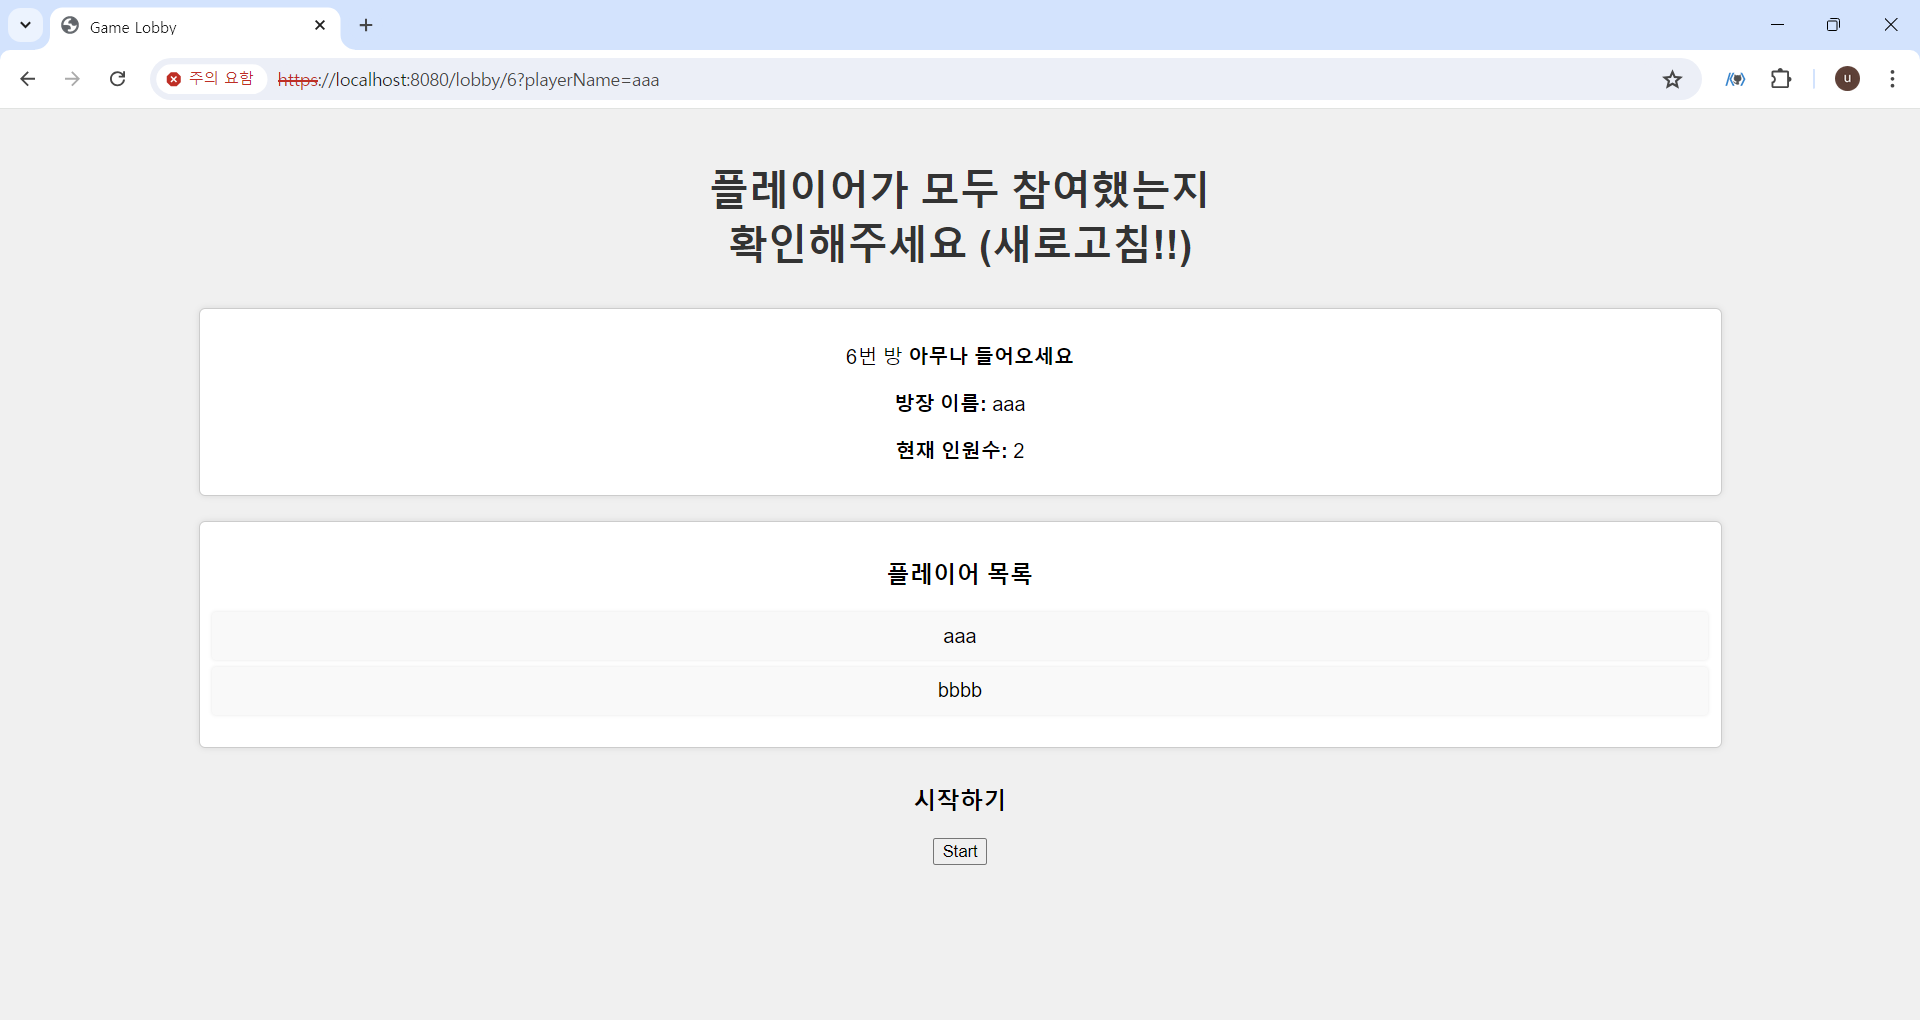 Game Lobby
주의 요함 https://localhost:8080/lobby/6?playerName=aaa
u
플레이어가 모두 참여했는지
확인해주세요 (새로고침!!)
6번 방 아무나 들어오세요
방장 이름: aaa
현재 인원수: 2
플레이어 목록
aaa
bbbb
시작하기
Start